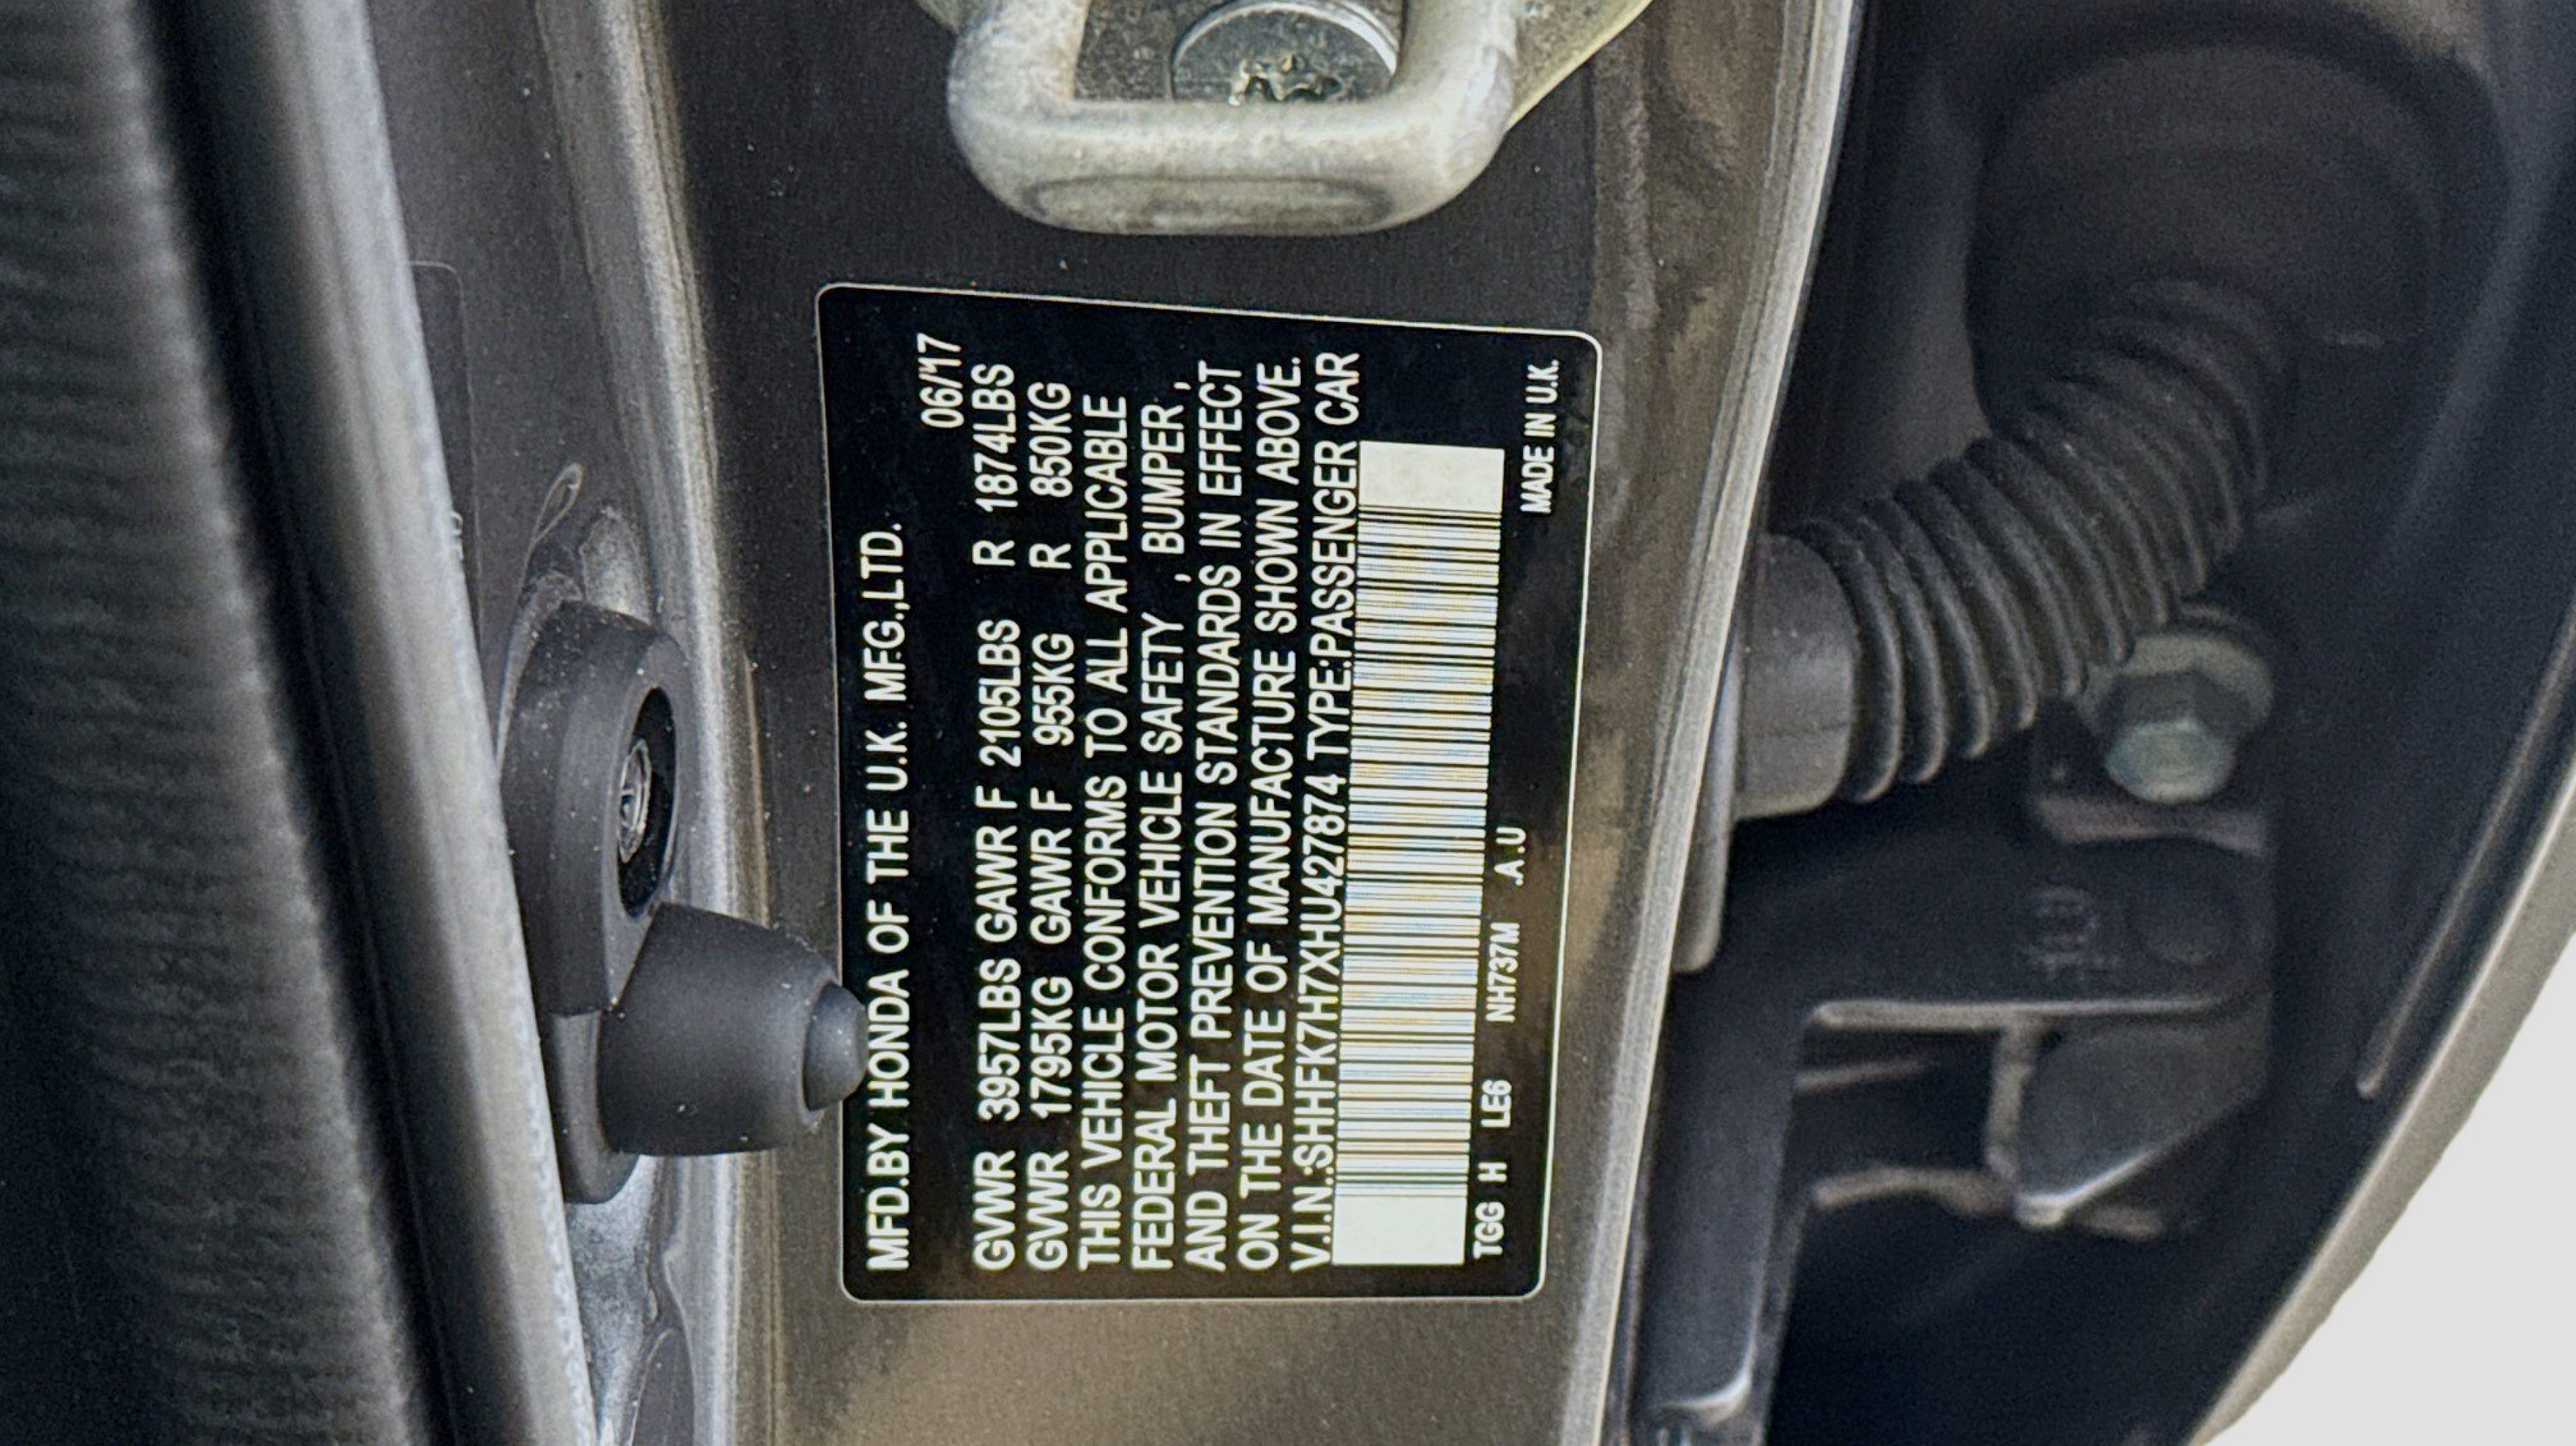 MFD.BY HONDA OF THE U.K. MFG.,LTD.
06/17
GVWR 3957LBS GAWR F 2105LBS R 1874LBS
GVWR 1795KG GAWR F 955KG R 850KG
THIS VEHICLE CONFORMS TO ALL APPLICABLE
FEDERAL MOTOR VEHICLE SAFETY , BUMPER ,
AND THEFT PREVENTION STANDARDS IN EFFECT
ON THE DATE OF MANUFACTURE SHOWN ABOVE.
V.I.N.:SHHFK7H7XHU427874 TYPE:PASSENGER CAR
TGG H LE6 NH737M .A .U
MADE IN U.K.